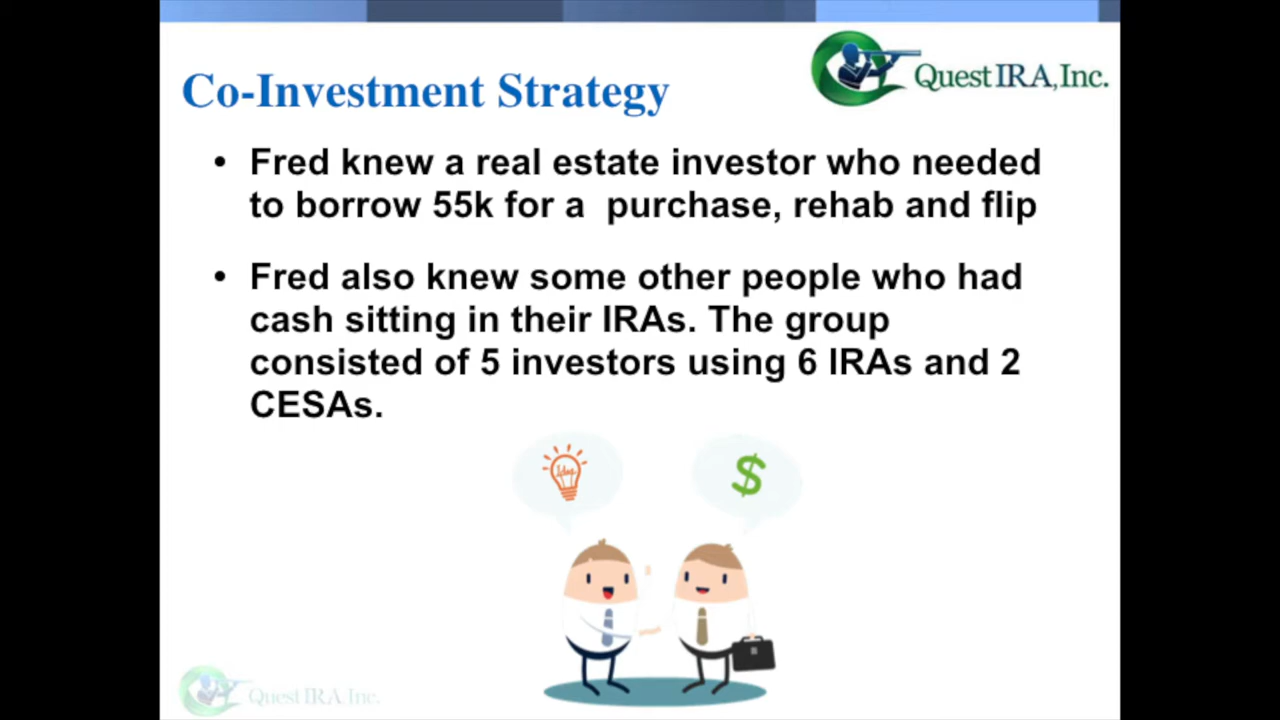 Co-Investment Strategy
Quest IRA, Inc.
• Fred knew a real estate investor who needed
to borrow 55k for a purchase, rehab and flip
• Fred also knew some other people who had
cash sitting in their IRAs. The group
consisted of 5 investors using 6 IRAs and 2
CESAs.
Idea
$
Quest IRA, Inc.